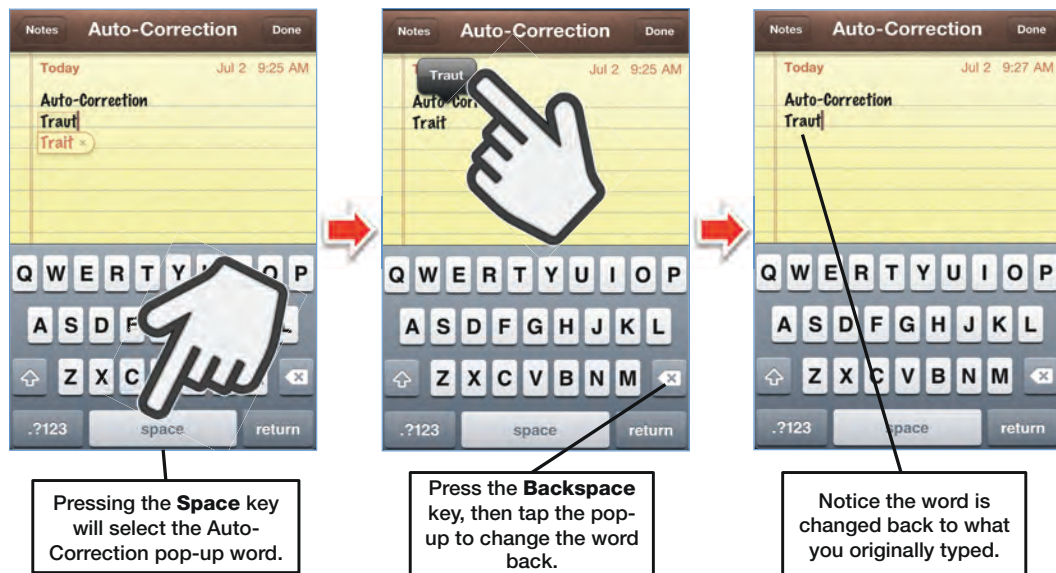 Notes Auto-Correction Done
Today Jul 2 9:25 AM
Auto-Correction
Traut
Trait ×
Q W E R T Y O P
A S D F L
Z X C
.?123 space return
Pressing the Space key
will select the Auto-
Correction pop-up word.
Notes Auto-Correction Done
Jul 2 9:25 AM
Traut
Auto-Corr
Trait
Q W E R T Y U I O P
A S D F G H J K L
Z X C V B N M
.?123 space return
Press the Backspace
key, then tap the pop-
up to change the word
back.
Notes Auto-Correction Done
Today Jul 2 9:27 AM
Auto-Correction
Traut
Q W E R T Y U I O P
A S D F G H J K L
Z X C V B N M
.?123 space return
Notice the word is
changed back to what
you originally typed.